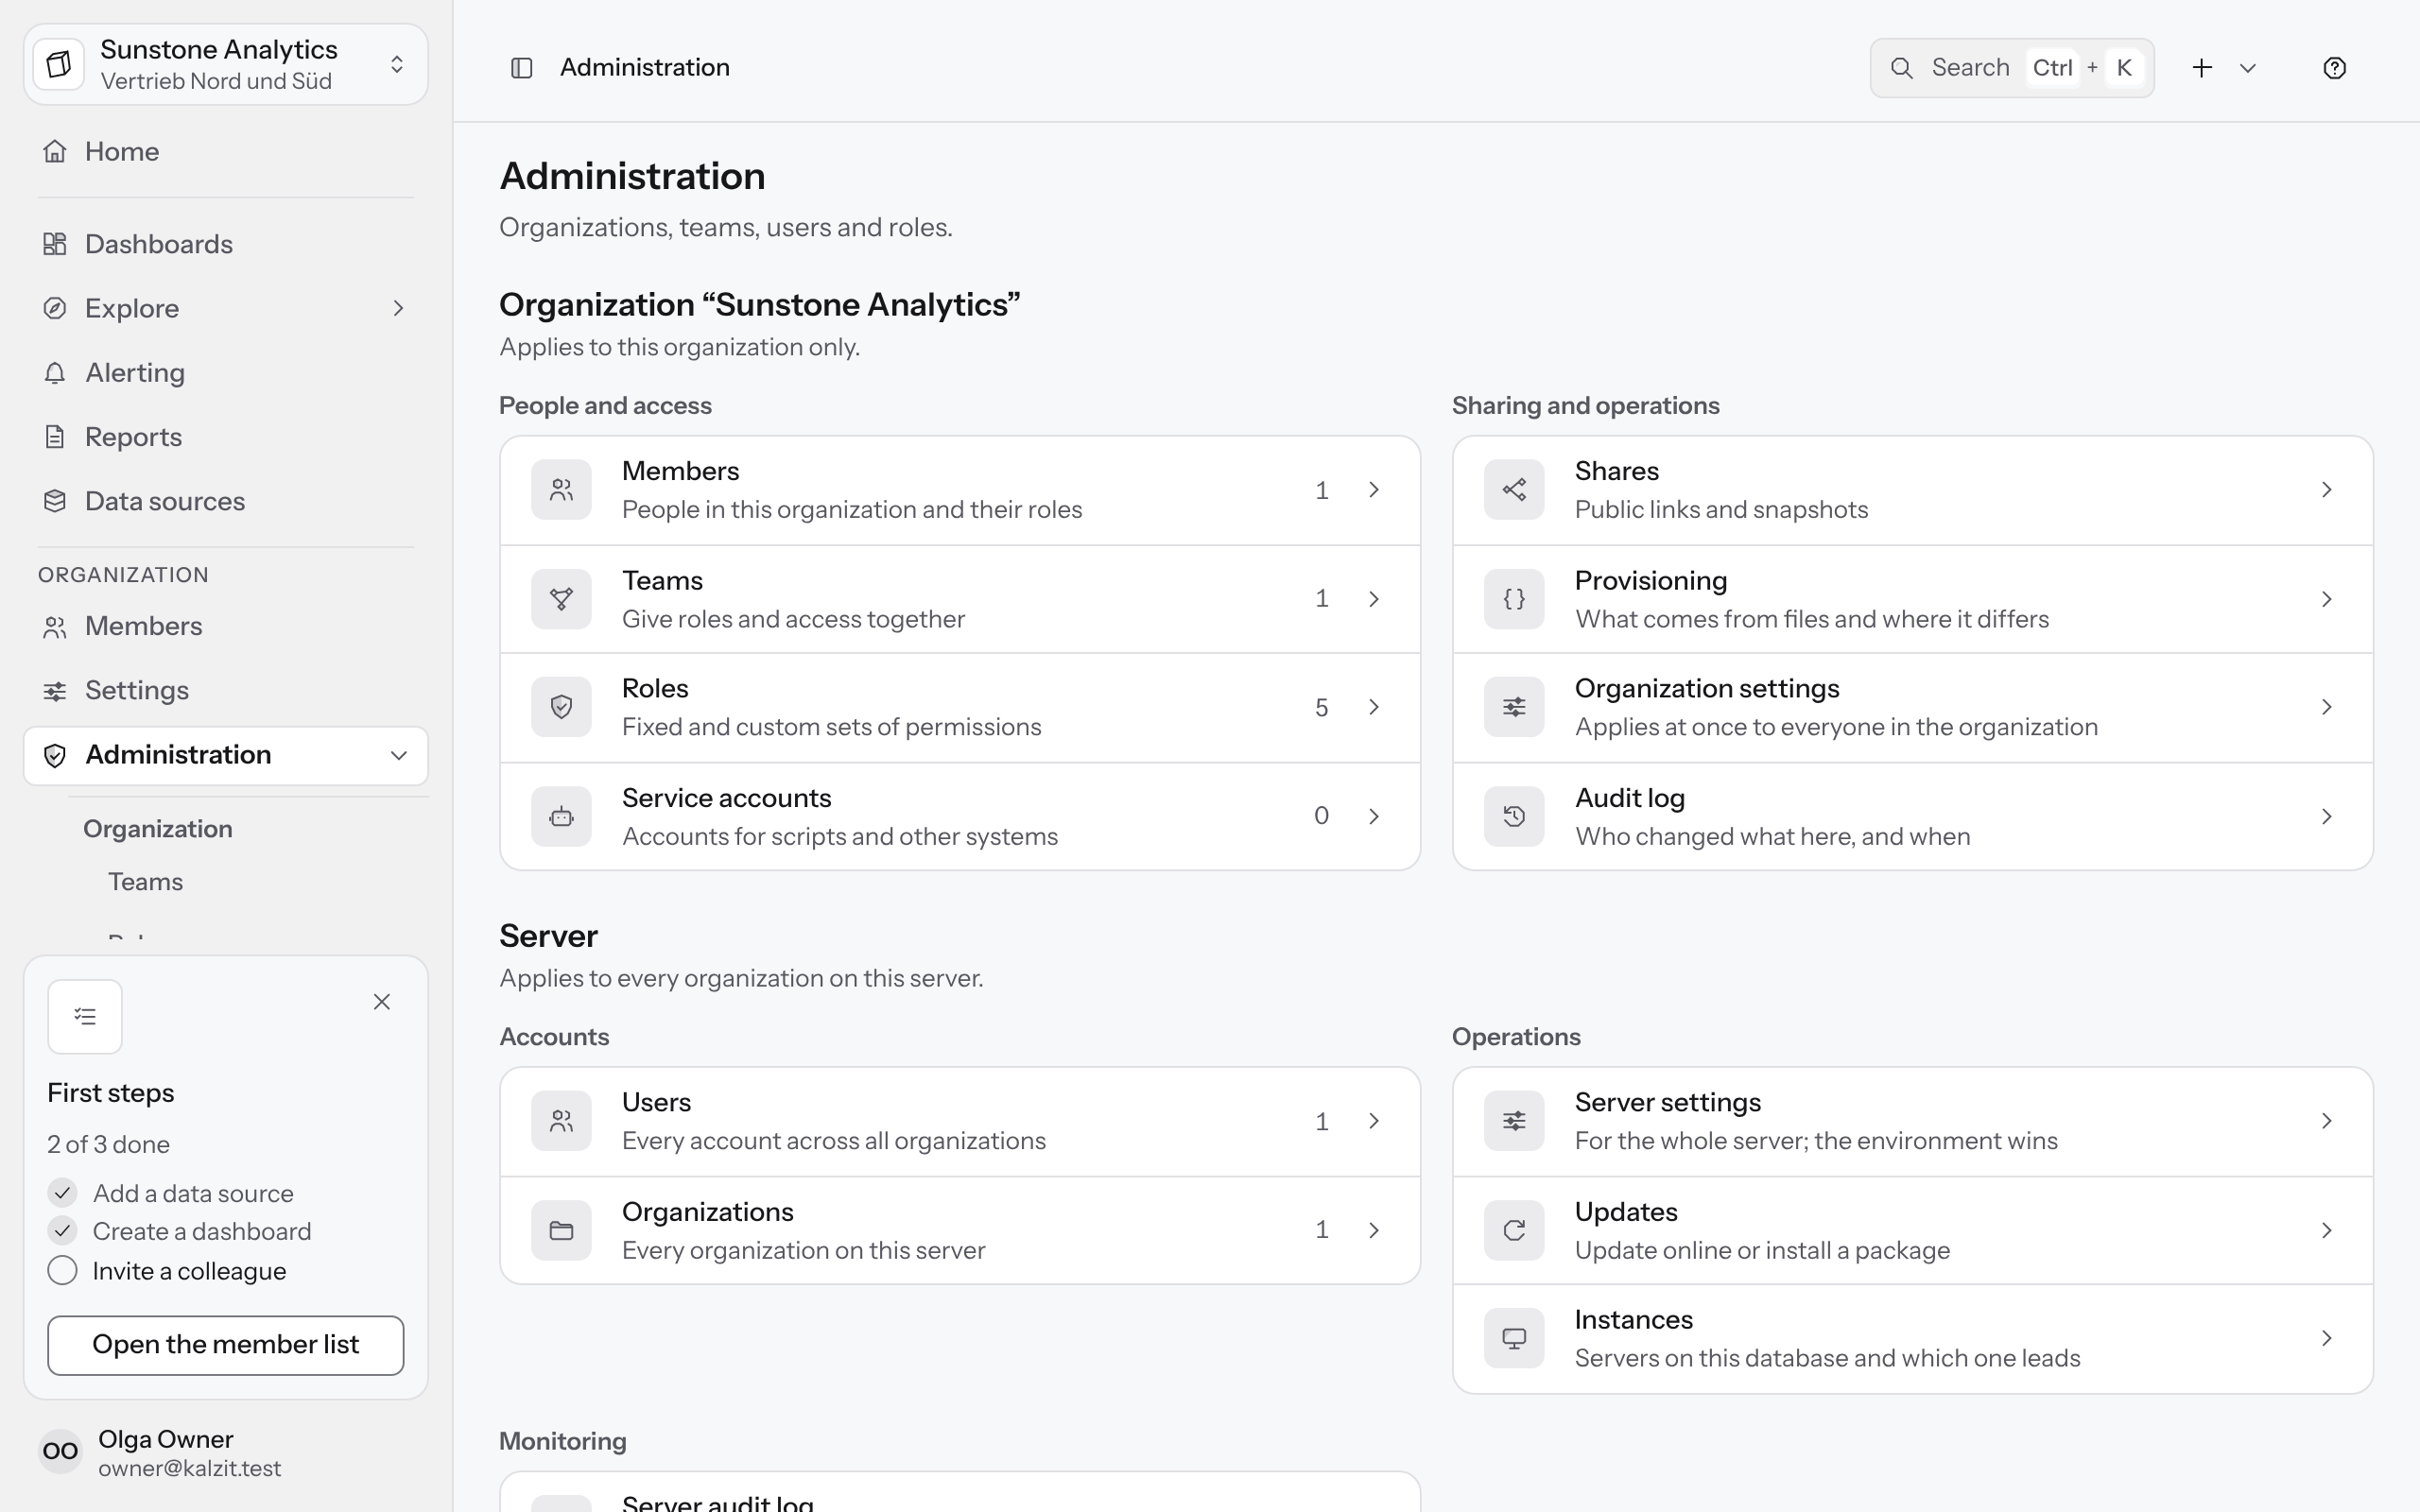 Sunstone Analytics
Vertrieb Nord und Süd
Home
Dashboards
Explore
Alerting
Reports
Data sources
ORGANIZATION
Members
Settings
Administration
Organization
Teams
First steps
2 of 3 done
Add a data source
Create a dashboard
Invite a colleague
Open the member list
OO
Olga Owner
owner@kalzit.test
Administration
Search Ctrl + K
Administration
Organizations, teams, users and roles.
Organization “Sunstone Analytics”
Applies to this organization only.
People and access
Members
People in this organization and their roles
1
Teams
Give roles and access together
1
Roles
Fixed and custom sets of permissions
5
Service accounts
Accounts for scripts and other systems
0
Sharing and operations
Shares
Public links and snapshots
Provisioning
What comes from files and where it differs
Organization settings
Applies at once to everyone in the organization
Audit log
Who changed what here, and when
Server
Applies to every organization on this server.
Accounts
Users
Every account across all organizations
1
Organizations
Every organization on this server
1
Operations
Server settings
For the whole server; the environment wins
Updates
Update online or install a package
Instances
Servers on this database and which one leads
Monitoring
Server audit log